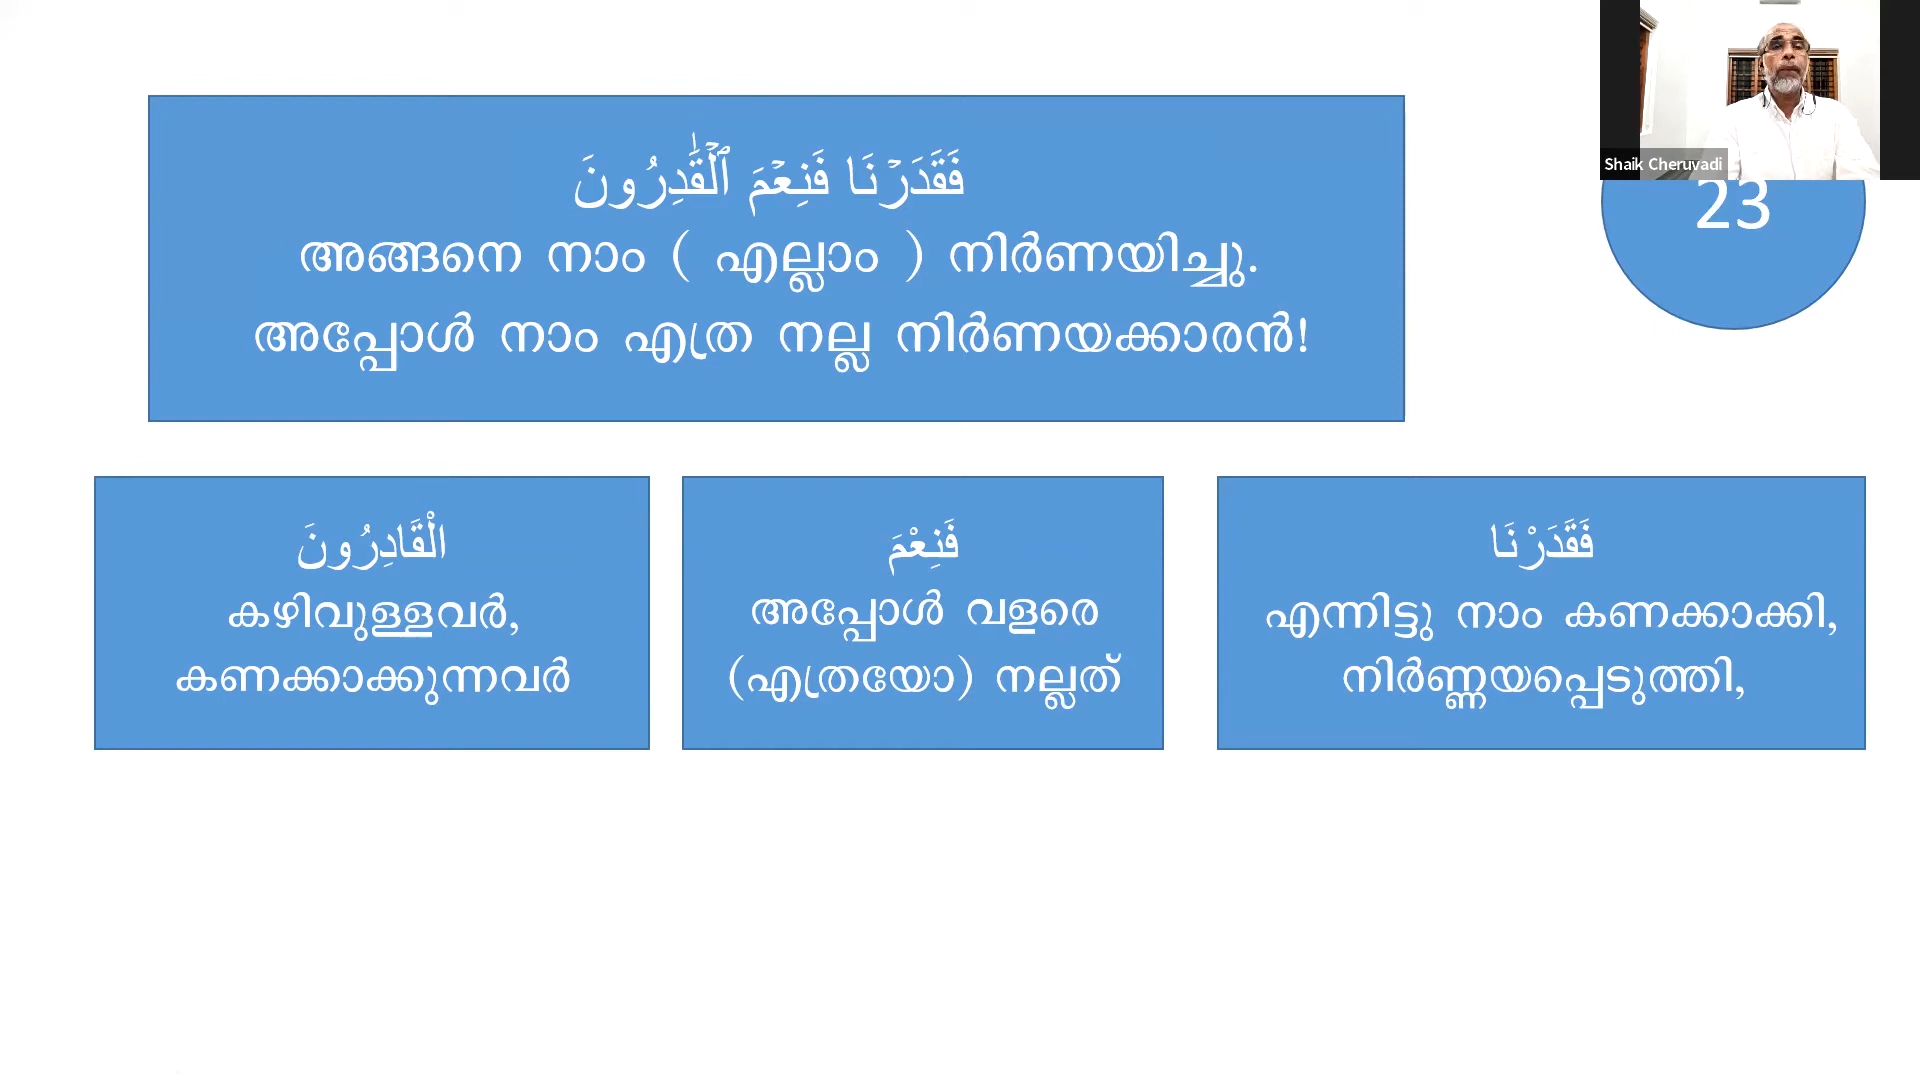 فَقَدَرۡنَا فَنِعۡمَ ٱلۡقَٰدِرُونَ
അങ്ങനെ നാം ( എല്ലാം ) നിർണയിച്ചു.
അപ്പോൾ നാം എത്ര നല്ല നിർണയക്കാരൻ!
Shaik Cheruvadi
23
فَقَدَرْنَا
എന്നിട്ടു നാം കണക്കാക്കി,
നിർണ്ണയപ്പെടുത്തി,
فَنِعْمَ
അപ്പോൾ വളരെ
(എത്രയോ) നല്ലത്
الْقَادِرُونَ
കഴിവുള്ളവർ,
കണക്കാക്കുന്നവർ